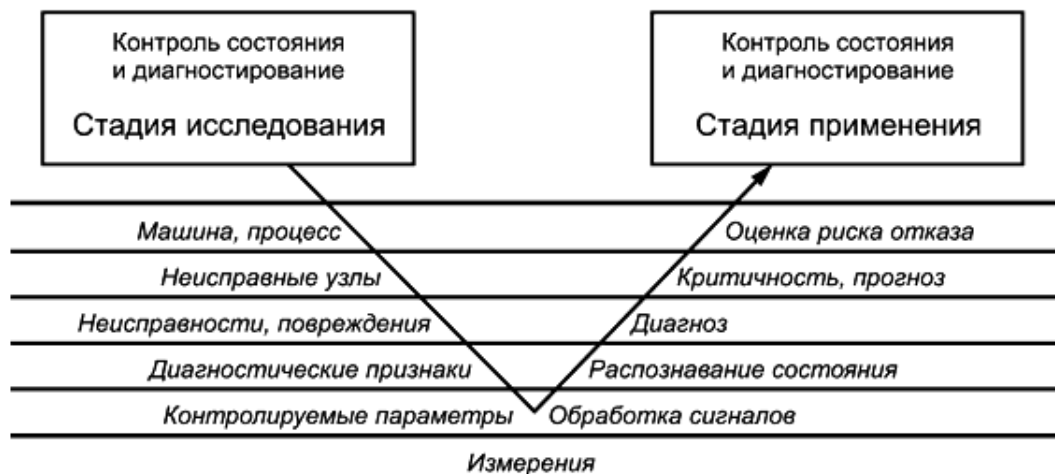 Контроль состояния
и диагностирование
Стадия исследования
Контроль состояния
и диагностирование
Стадия применения
Машина, процесс
Оценка риска отказа
Неисправные узлы
Критичность, прогноз
Неисправности, повреждения
Диагноз
Диагностические признаки
Распознавание состояния
Контролируемые параметры
Обработка сигналов
Измерения